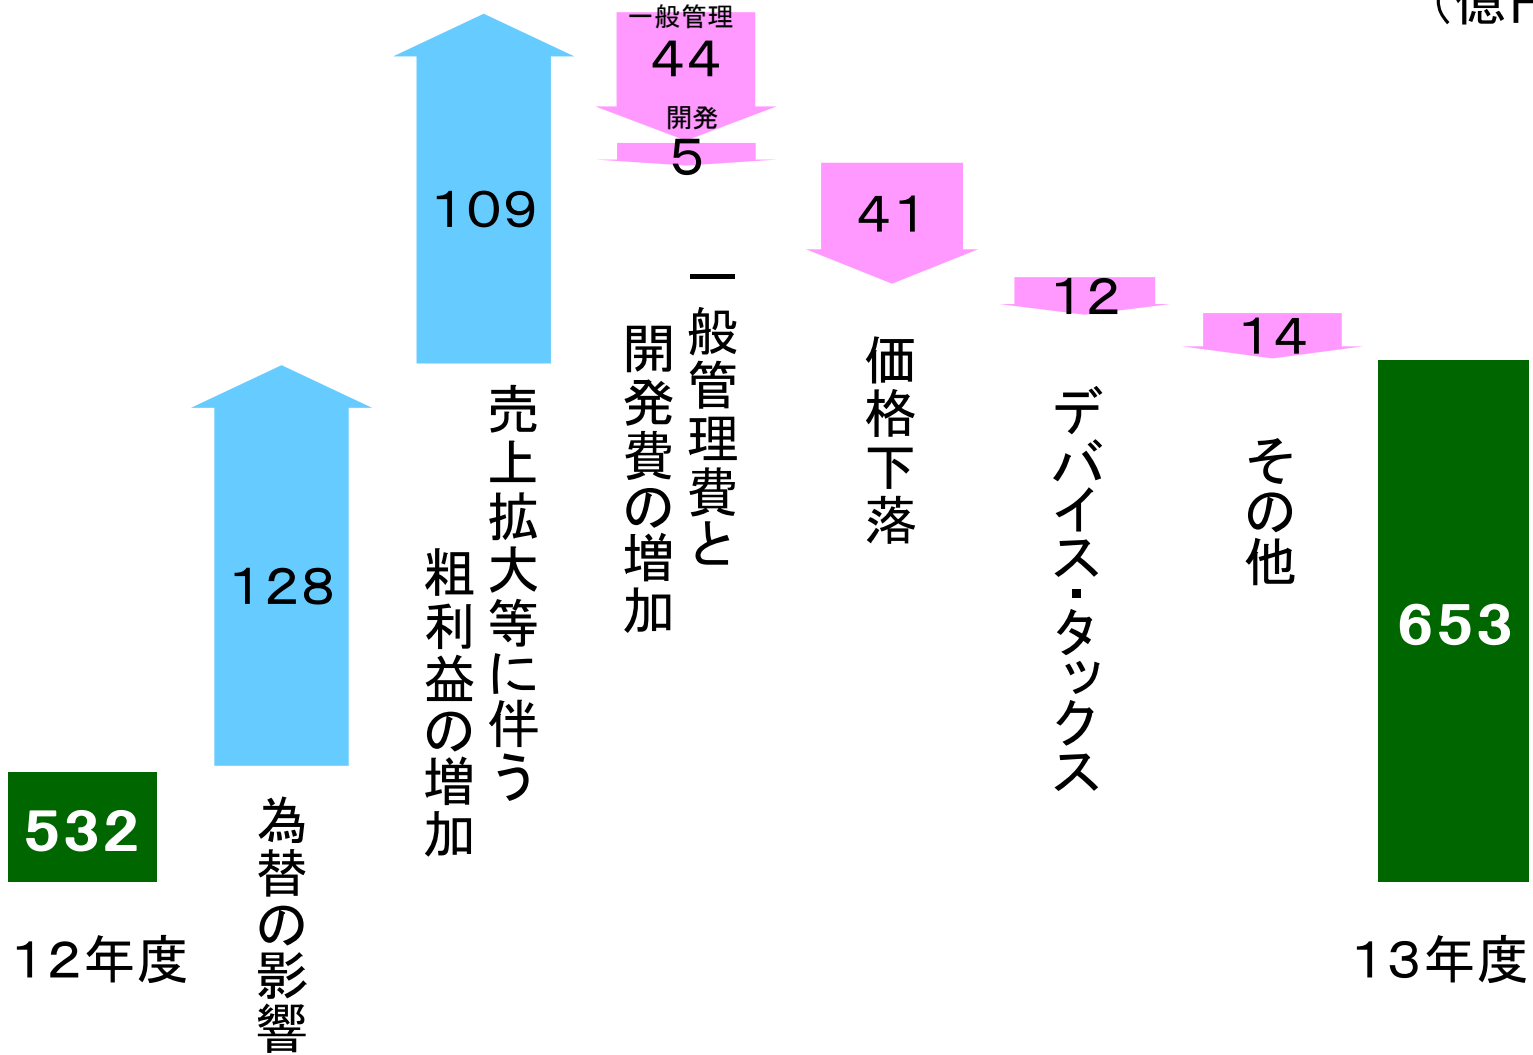 （億
一般管理
44
開発
5
109
41
12
14
128
532
653
売上拡大等に伴う
粗利益の増加
一般管理費と
開発費の増加
価格下落
デバイス・タックス
その他
為替の影響
12年度
13年度